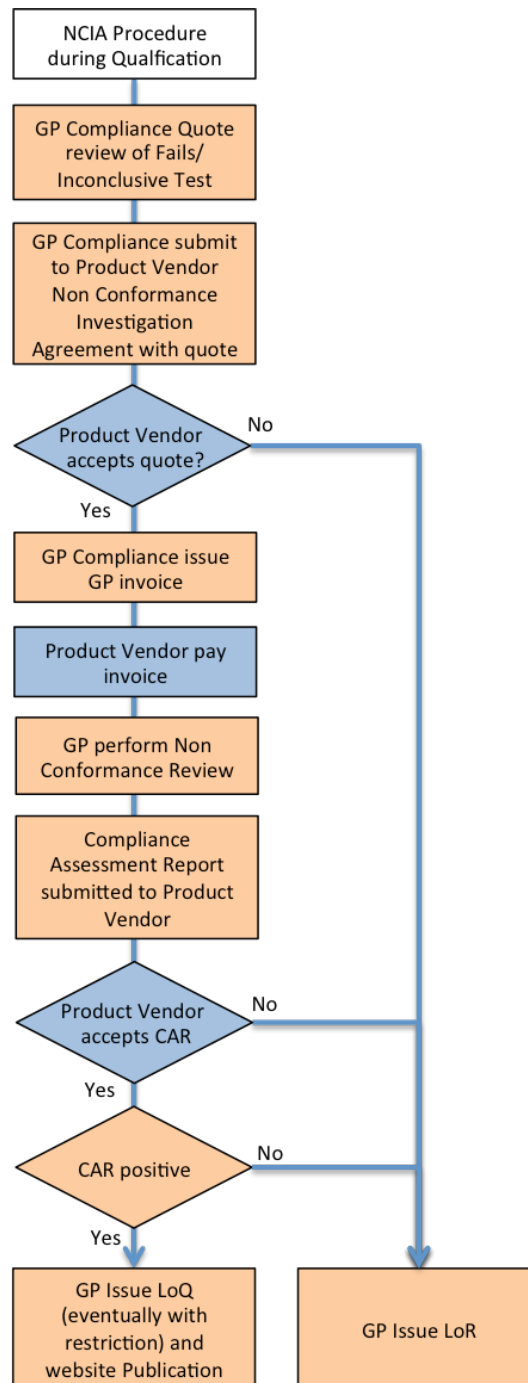 NCIA Procedure
during Qualfication
GP Compliance Quote
review of Fails/
Inconclusive Test
GP Compliance submit
to Product Vendor
Non Conformance
Investigation
Agreement with quote
Product Vendor
accepts quote?
No
Yes
GP Compliance issue
GP invoice
Product Vendor pay
invoice
GP perform Non
Conformance Review
Compliance
Assessment Report
submitted to Product
Vendor
Product Vendor
accepts CAR
No
Yes
CAR positive
No
Yes
GP Issue LoQ
(eventually with
restriction) and
website Publication
GP Issue LoR